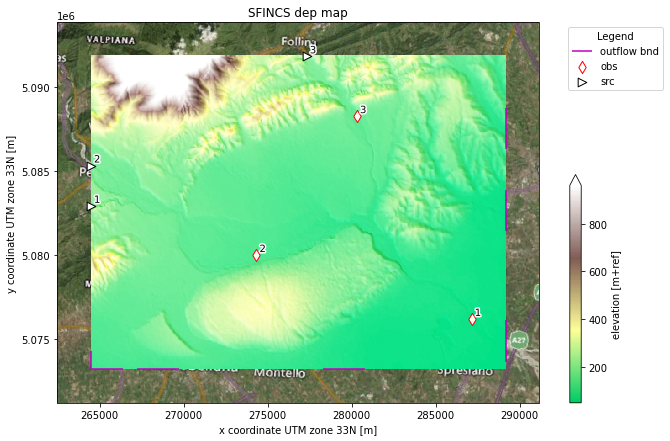 SFINCS dep map
1e6
VALPIANA
Follina
3
5.090
3
2
5.085
1
5.080
2
1
5.075
A27
Montello
Spresiano
265000
270000
275000
280000
285000
290000
x coordinate UTM zone 33N [m]
y coordinate UTM zone 33N [m]
Legend
outflow bnd
obs
src
800
600
400
200
elevation [m+ref]